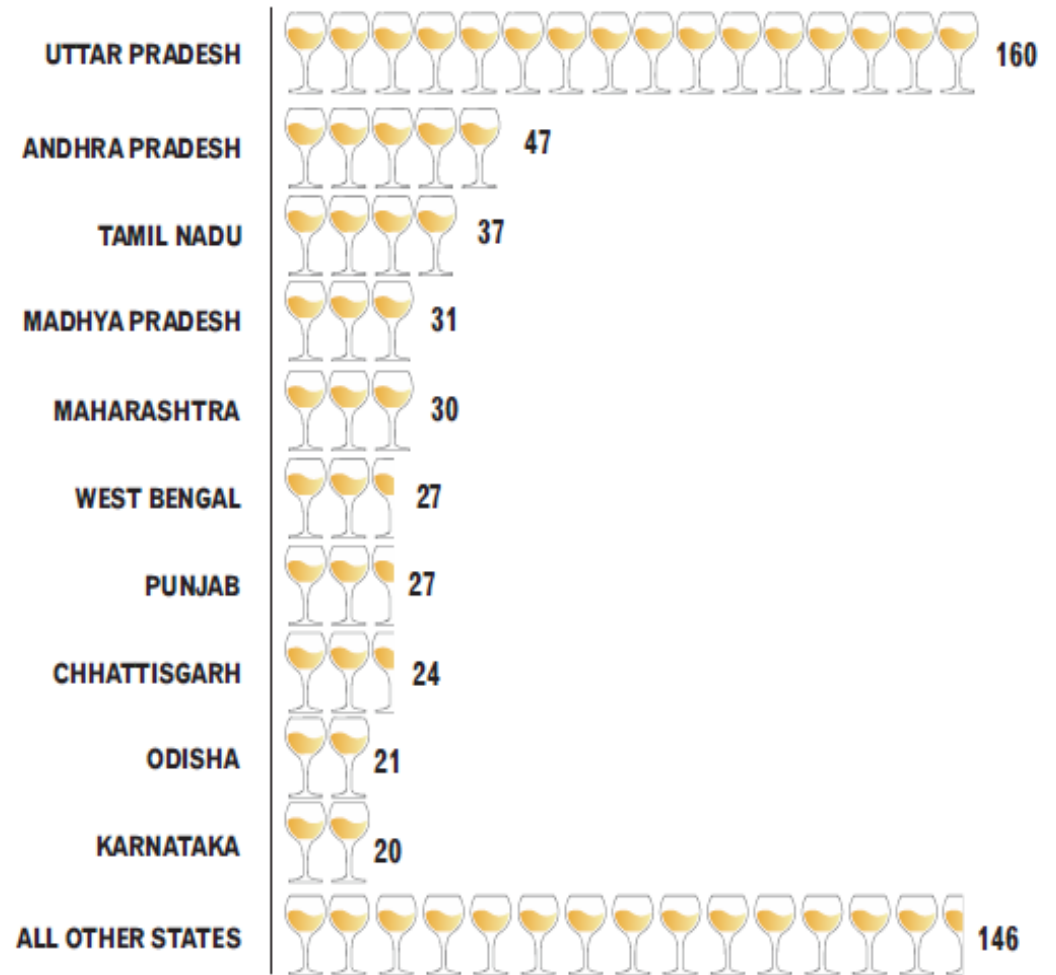 UTTAR PRADESH 160
ANDHRA PRADESH 47
TAMIL NADU 37
MADHYA PRADESH 31
MAHARASHTRA 30
WEST BENGAL 27
PUNJAB 27
CHHATTISGARH 24
ODISHA 21
KARNATAKA 20
ALL OTHER STATES 146